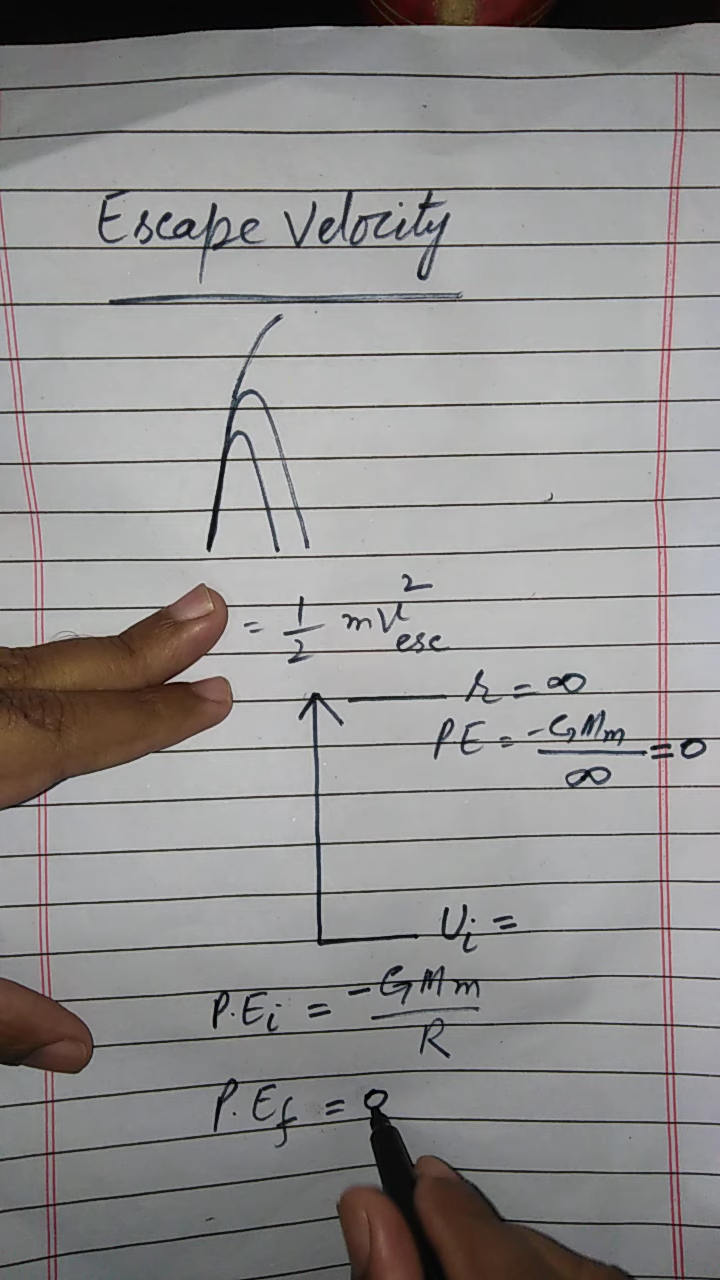 Escape Velocity
= 1/2 mV²esc
r = ∞
PE = -GMm/∞ = 0
Ui =
P.Ei = -GMm/R
P.Ef = 0